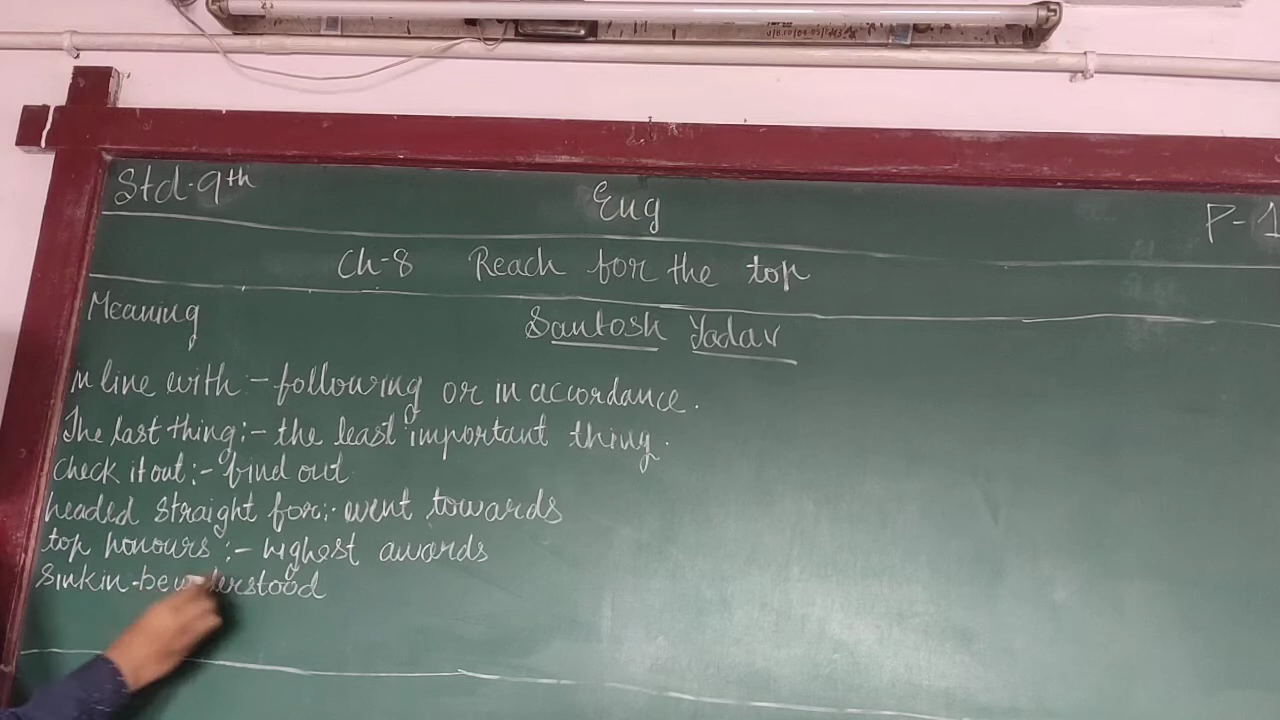 Std-9th Eng P-1
Ch-8 Reach for the top
Meaning Santosh Yadav
in line with:- following or in accordance.
The last thing:- the least important thing.
Check it out:- find out
headed straight for:- went towards
top honours:- highest awards
Sink in - be understood